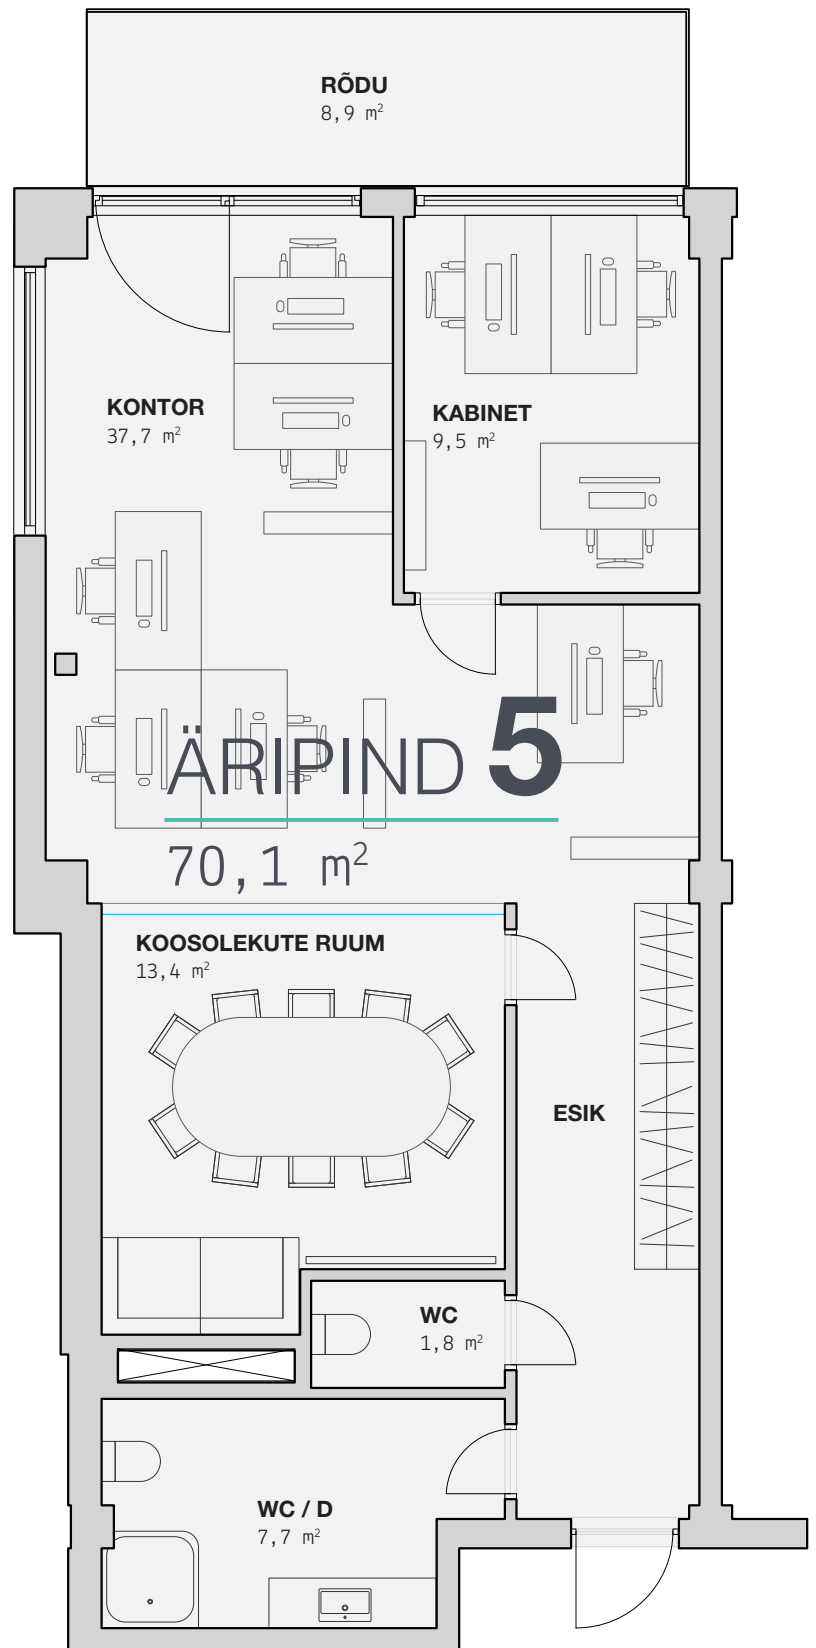 RÕDU
8,9 m²
KONTOR
37,7 m²
KABINET
9,5 m²
ÄRIPIND 5
70,1 m²
KOOSOLEKUTE RUUM
13,4 m²
ESIK
WC
1,8 m²
WC / D
7,7 m²